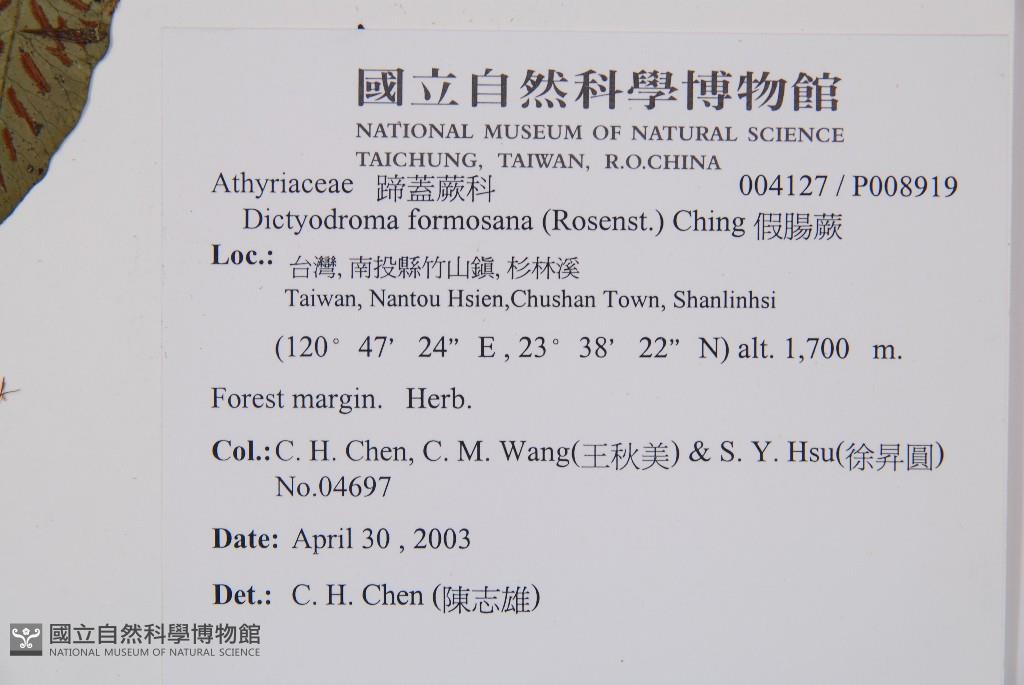 國立自然科學博物館
NATIONAL MUSEUM OF NATURAL SCIENCE
TAICHUNG, TAIWAN, R.O.CHINA
Athyriaceae 蹄蓋蕨科 004127 / P008919
Dictyodroma formosana (Rosenst.) Ching 假腸蕨
Loc.: 台灣, 南投縣竹山鎮, 杉林溪
Taiwan, Nantou Hsien,Chushan Town, Shanlinhsi
(120° 47’ 24” E , 23° 38’ 22” N) alt. 1,700 m.
Forest margin. Herb.
Col.: C. H. Chen, C. M. Wang(王秋美) & S. Y. Hsu(徐昇圓)
No.04697
Date: April 30 , 2003
Det.: C. H. Chen (陳志雄)
國立自然科學博物館
NATIONAL MUSEUM OF NATURAL SCIENCE